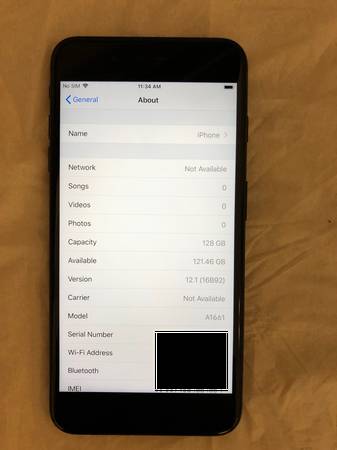 No SIM 11:34 AM
General About
Name iPhone
Network Not Available
Songs 0
Videos 0
Photos 0
Capacity 128 GB
Available 121.46 GB
Version 12.1 (16B92)
Carrier Not Available
Model A1661
Serial Number
Wi-Fi Address
Bluetooth
IMEI